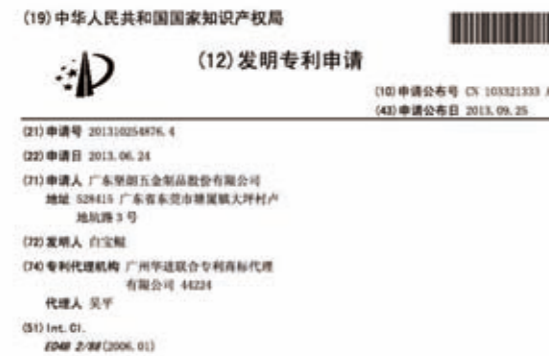 (19)中华人民共和国国家知识产权局
(12)发明专利申请
(10)申请公布号 CN 103321333 A
(43)申请公布日 2013.09.25
(21)申请号 201310254876.4
(22)申请日 2013.06.24
(71)申请人 广东坚朗五金制品股份有限公司
地址 528415 广东省东莞市塘厦镇大坪村卢
地坑路 3 号
(72)发明人 白宝鲲
(74)专利代理机构 广州华进联合专利商标代理
有限公司 44224
代理人 吴平
(51)Int. Cl.
E04B 2/88(2006.01)